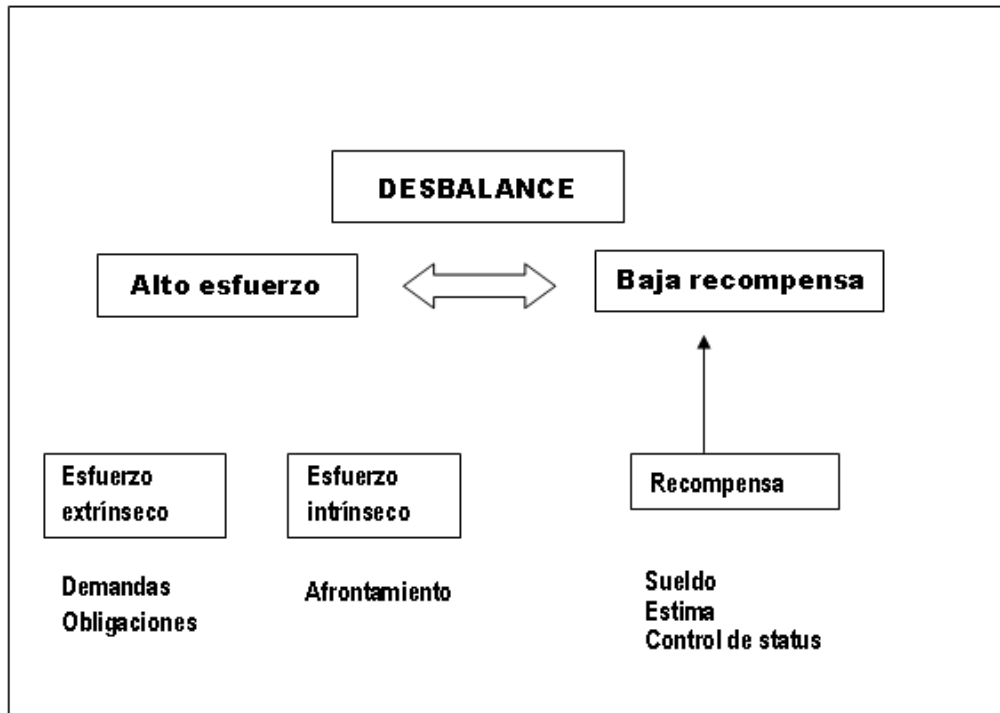 DESBALANCE
Alto esfuerzo
Baja recompensa
Esfuerzo
extrínseco
Esfuerzo
intrínseco
Recompensa
Demandas
Obligaciones
Afrontamiento
Sueldo
Estima
Control de status